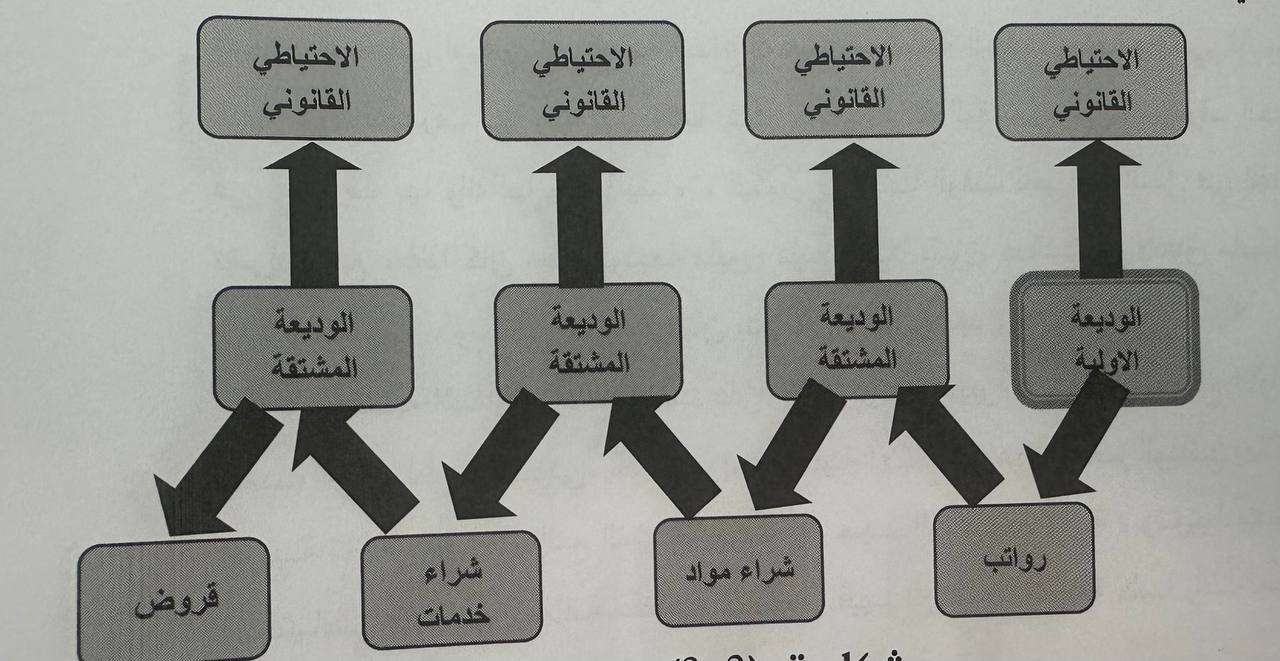 الاحتياطي
القانوني
الاحتياطي
القانوني
الاحتياطي
القانوني
الاحتياطي
القانوني
الوديعة
الاولية
الوديعة
المشتقة
الوديعة
المشتقة
الوديعة
المشتقة
رواتب
شراء مواد
شراء
خدمات
قروض